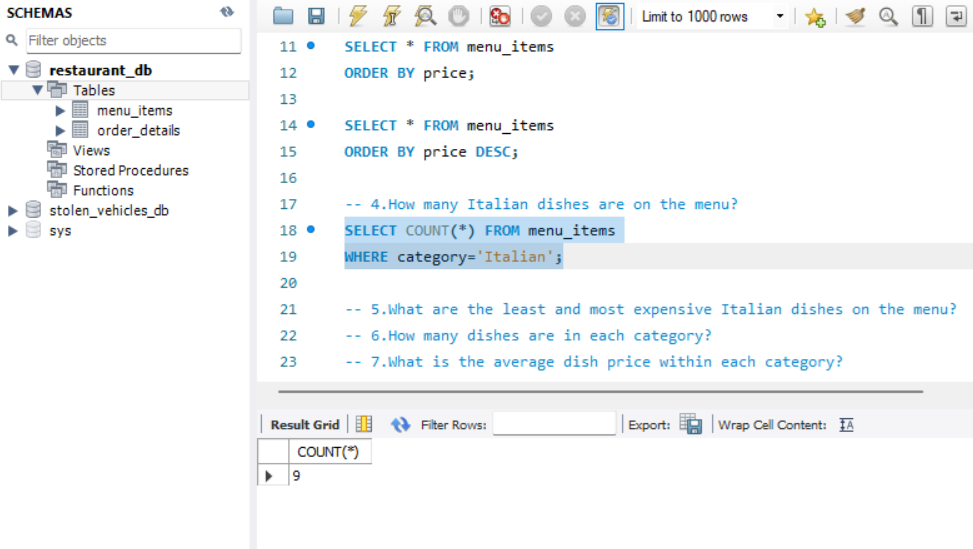 SCHEMAS
Filter objects
restaurant_db
Tables
menu_items
order_details
Views
Stored Procedures
Functions
stolen_vehicles_db
sys
Limit to 1000 rows
11 SELECT * FROM menu_items
12 ORDER BY price;
13
14 SELECT * FROM menu_items
15 ORDER BY price DESC;
16
17 -- 4.How many Italian dishes are on the menu?
18 SELECT COUNT(*) FROM menu_items
19 WHERE category='Italian';
20
21 -- 5.What are the least and most expensive Italian dishes on the menu?
22 -- 6.How many dishes are in each category?
23 -- 7.What is the average dish price within each category?
Result Grid Filter Rows: Export: Wrap Cell Content: IA
COUNT(*)
9